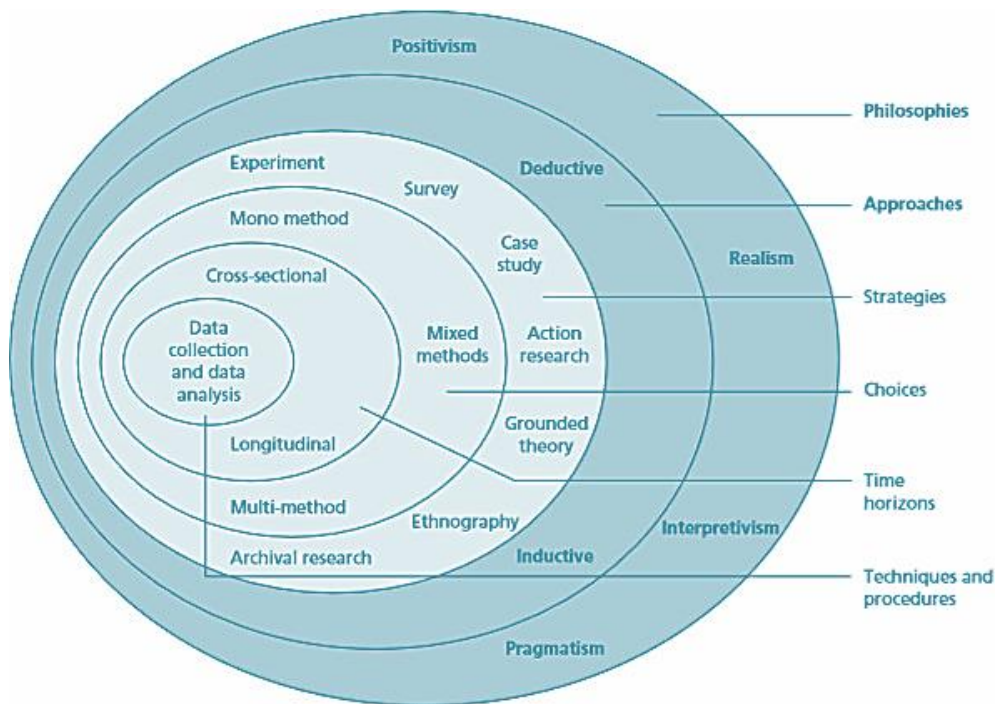 Positivism
Philosophies
Experiment
Deductive
Survey
Approaches
Mono method
Case
study
Realism
Cross-sectional
Strategies
Data
collection
and data
analysis
Mixed
methods
Action
research
Choices
Grounded
theory
Longitudinal
Time
horizons
Multi-method
Ethnography
Interpretivism
Archival research
Inductive
Techniques and
procedures
Pragmatism